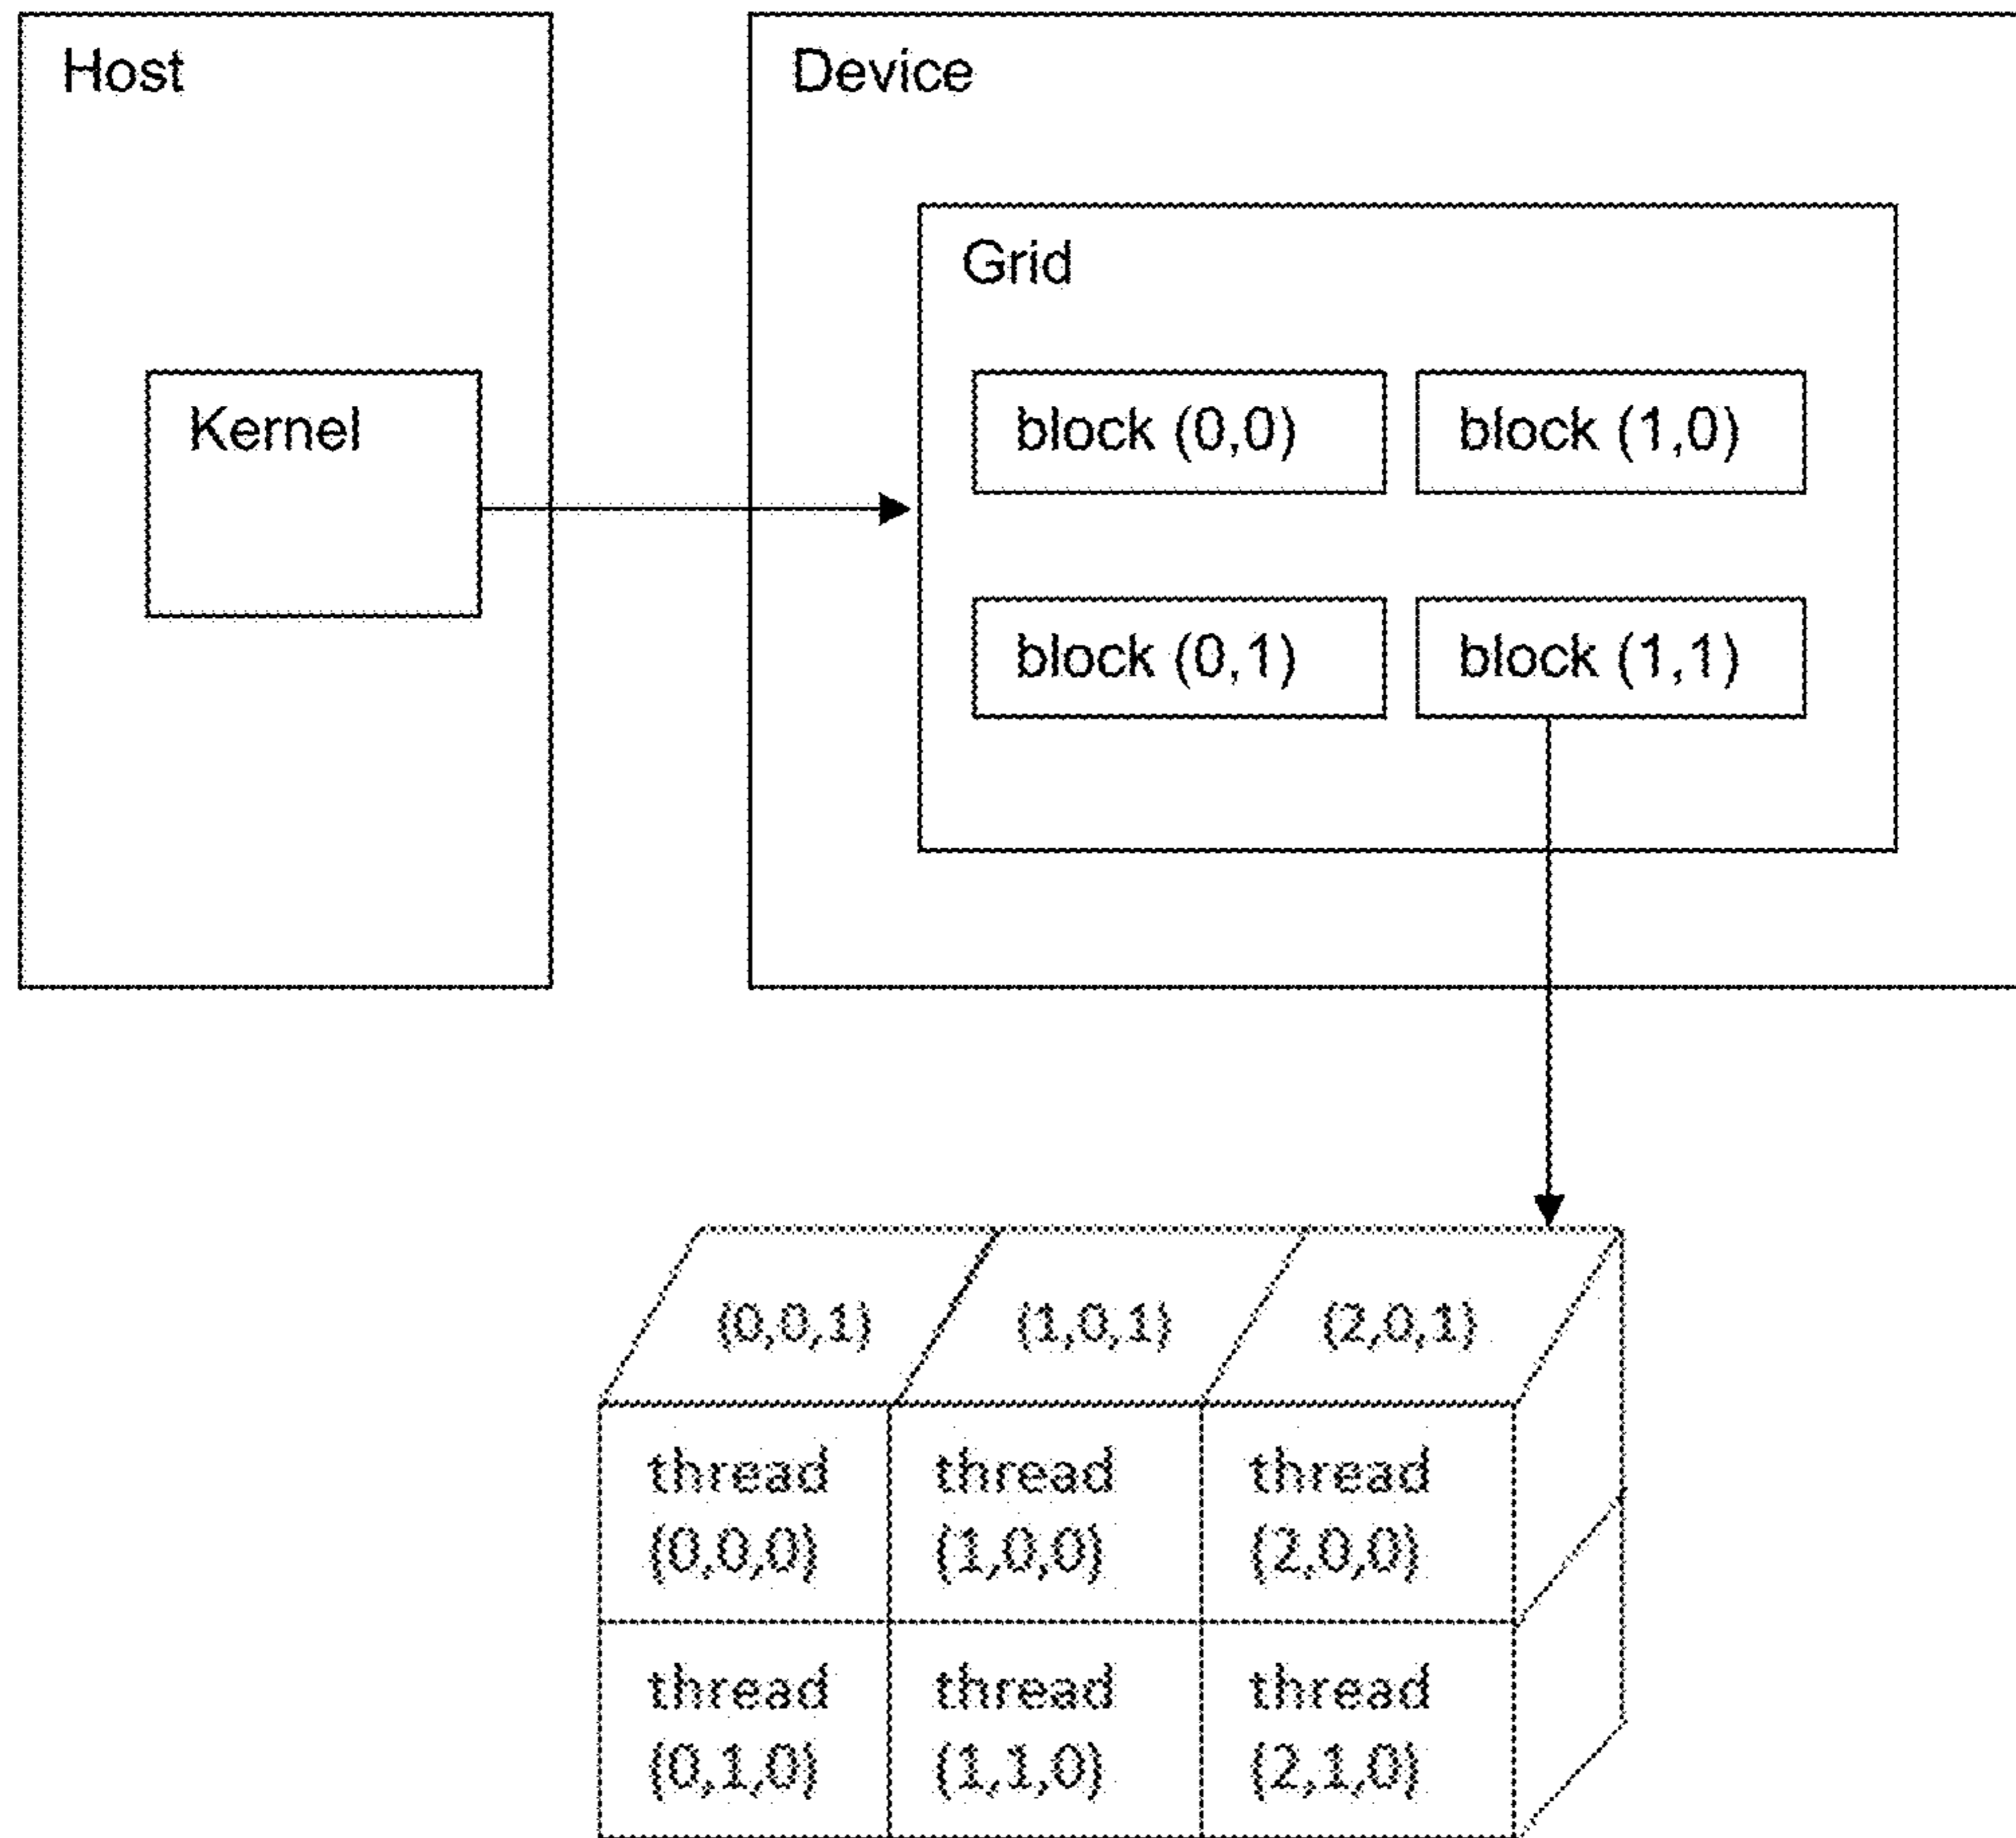 Host
Device
Grid
Kernel
block (0,0)
block (1,0)
block (0,1)
block (1,1)
(0,0,1)
(1,0,1)
(2,0,1)
thread
(0,0,0)
thread
(1,0,0)
thread
(2,0,0)
thread
(0,1,0)
thread
(1,1,0)
thread
(2,1,0)